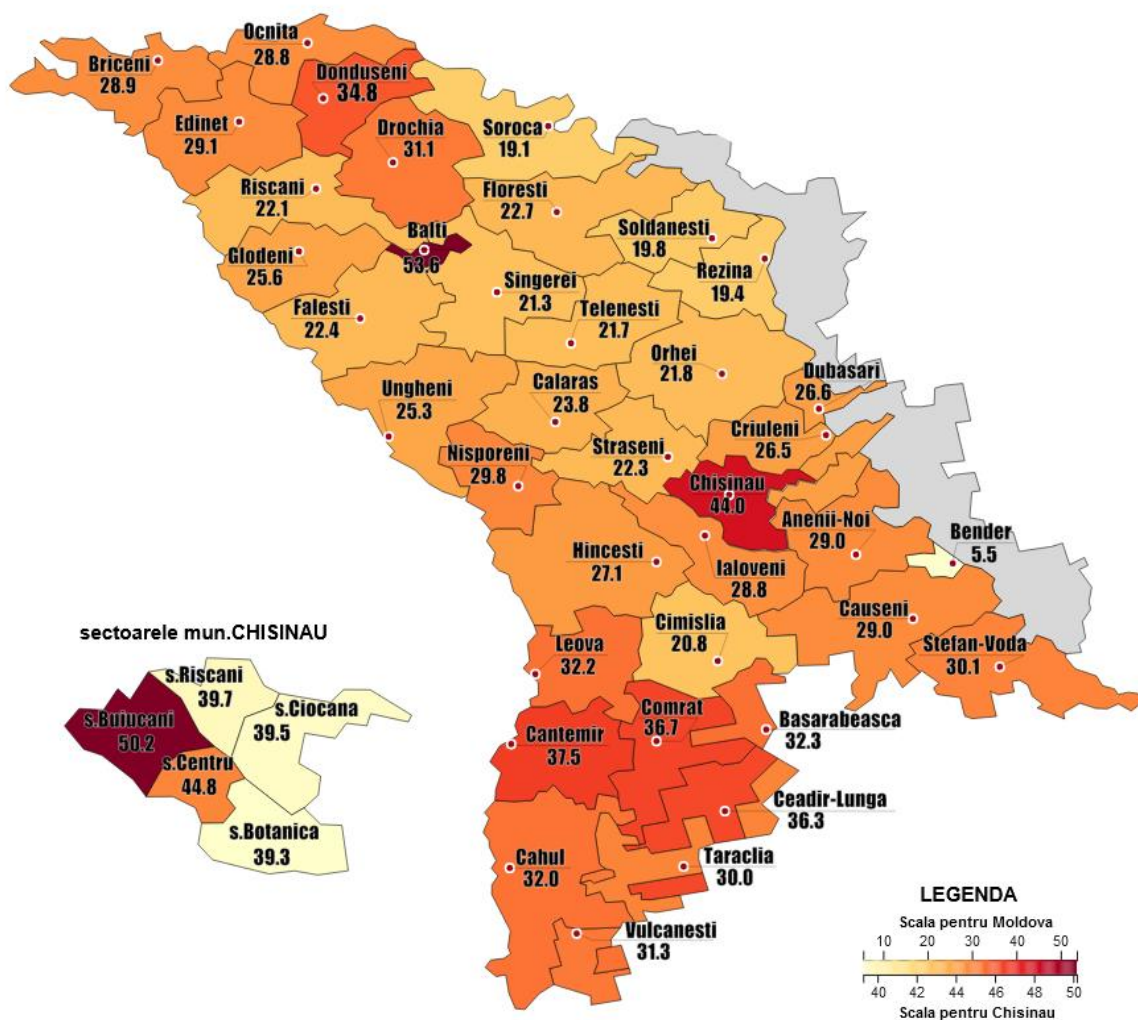 Ocnita
28.8
Briceni
28.9
Donduseni
34.8
Edinet
29.1
Drochia
31.1
Soroca
19.1
Riscani
22.1
Floresti
22.7
Balti
53.6
Soldanesti
19.8
Glodeni
25.6
Rezina
19.4
Singerei
21.3
Falesti
22.4
Telenesti
21.7
Orhei
21.8
Dubasari
26.6
Ungheni
25.3
Calaras
23.8
Criuleni
26.5
Straseni
22.3
Nisporeni
29.8
Chisinau
44.0
Anenii-Noi
29.0
Bender
5.5
Hincesti
27.1
Ialoveni
28.8
Causeni
29.0
Cimislia
20.8
Stefan-Voda
30.1
Leova
32.2
Comrat
36.7
Basarabeasca
32.3
Cantemir
37.5
Ceadir-Lunga
36.3
Cahul
32.0
Taraclia
30.0
Vulcanesti
31.3
sectoarele mun.CHISINAU
s.Riscani
39.7
s.Ciocana
39.5
s.Buiucani
50.2
s.Centru
44.8
s.Botanica
39.3
LEGENDA
Scala pentru Moldova
10 20 30 40 50
40 42 44 46 48 50
Scala pentru Chisinau